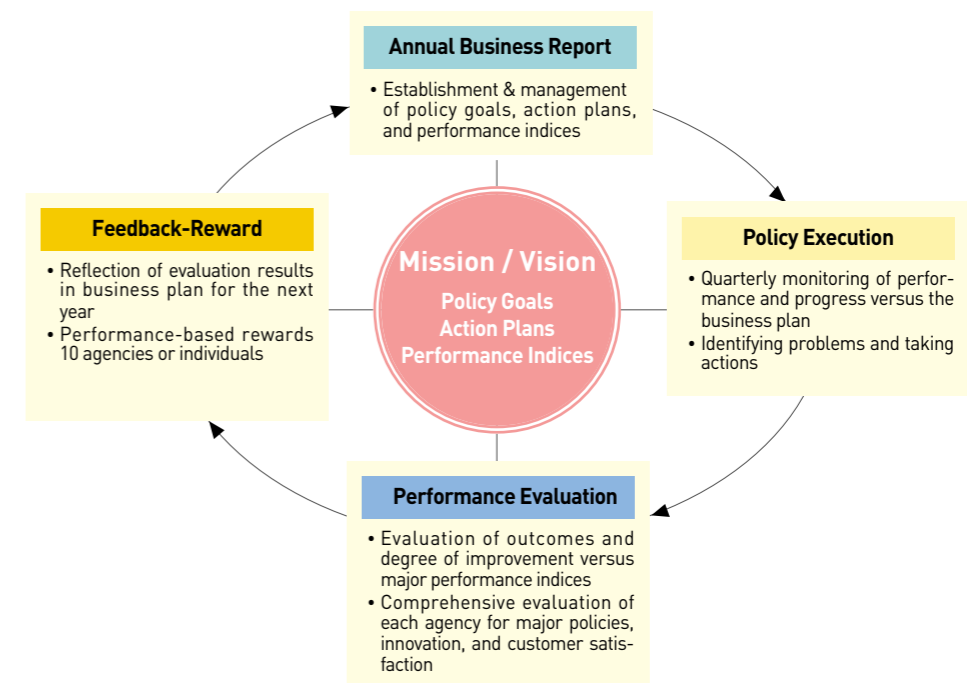 Annual Business Report
• Establishment & management
of policy goals, action plans,
and performance indices
Feedback-Reward
• Reflection of evaluation results
in business plan for the next
year
• Performance-based rewards
10 agencies or individuals
Mission / Vision
Policy Goals
Action Plans
Performance Indices
Policy Execution
• Quarterly monitoring of perfor-
mance and progress versus the
business plan
• Identifying problems and taking
actions
Performance Evaluation
• Evaluation of outcomes and
degree of improvement versus
major performance indices
• Comprehensive evaluation of
each agency for major policies,
innovation, and customer satis-
faction